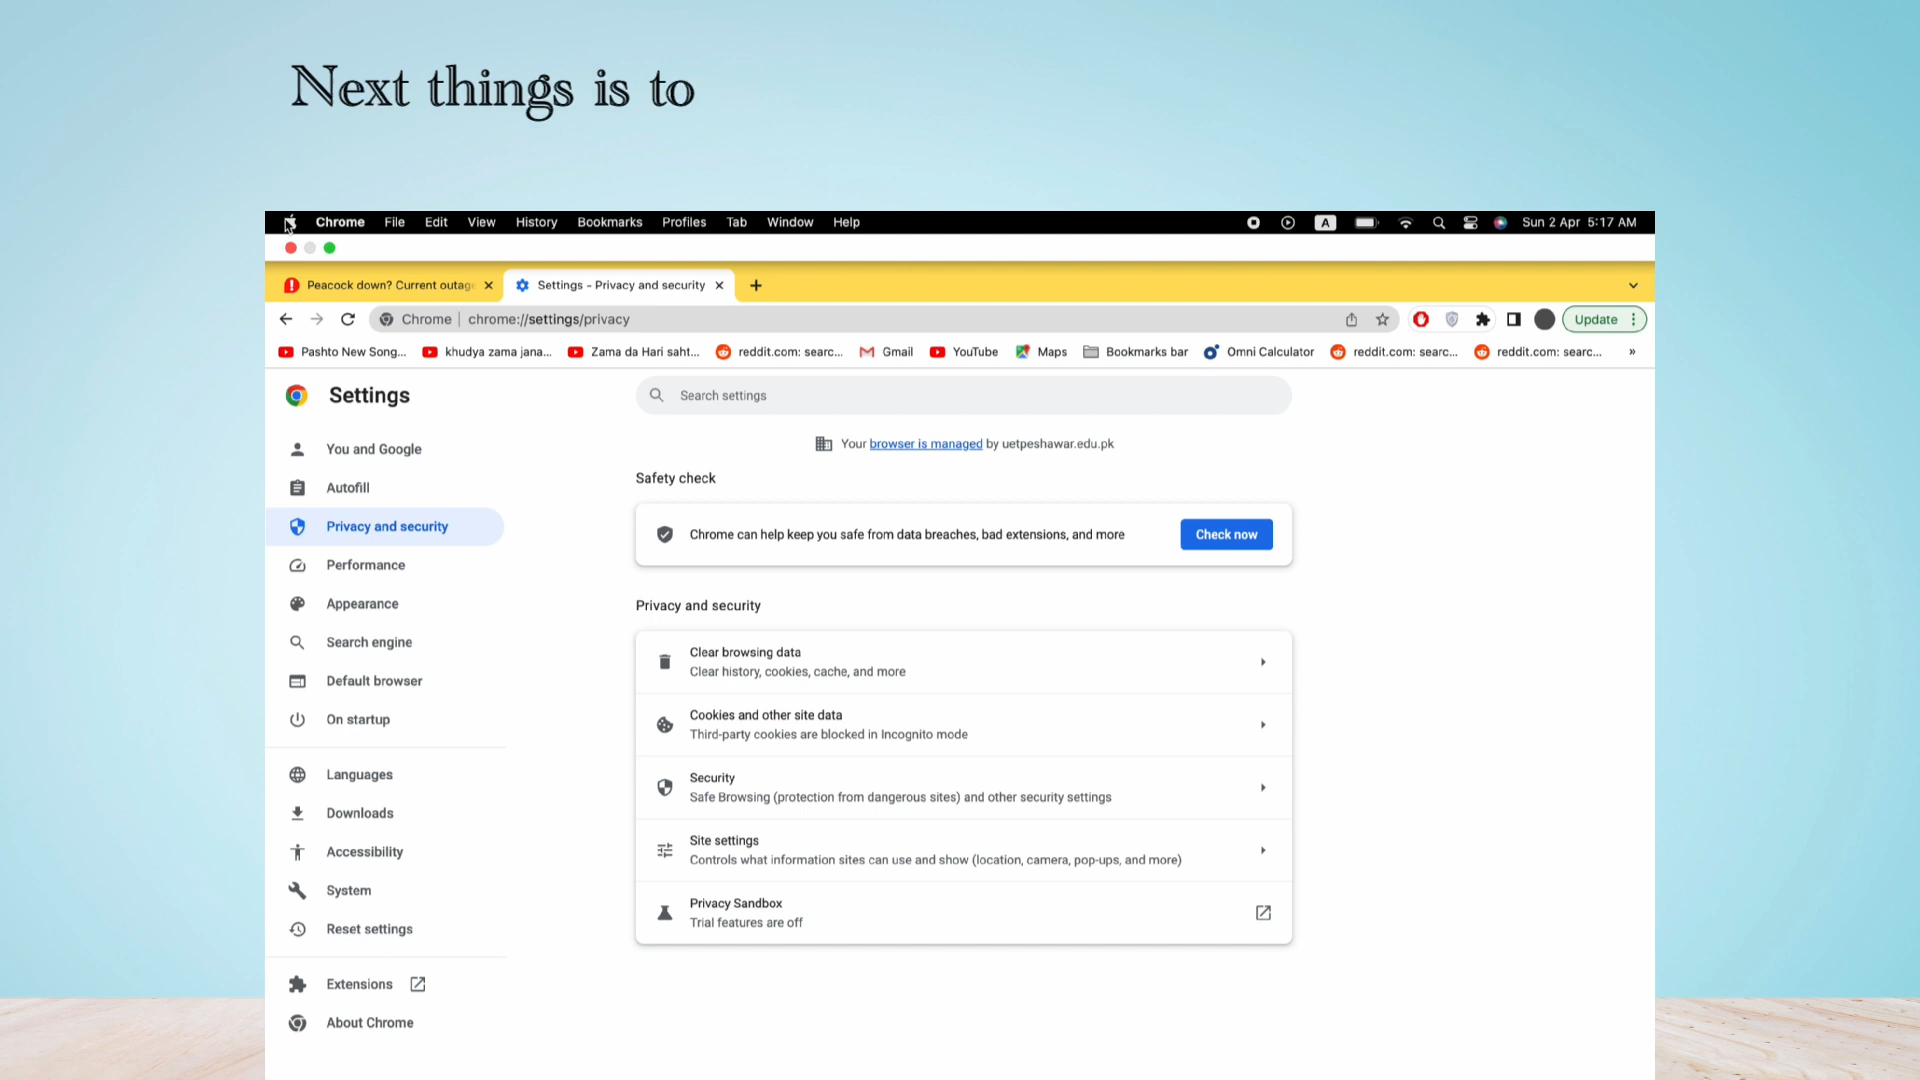 Next things is to
Chrome File Edit View History Bookmarks Profiles Tab Window Help
A
Sun 2 Apr 5:17 AM
Peacock down? Current outag
Settings - Privacy and security
Chrome chrome://settings/privacy
Update
Pashto New Song...
khudya zama jana...
Zama da Hari saht...
reddit.com: searc...
Gmail
YouTube
Maps
Bookmarks bar
Omni Calculator
reddit.com: searc...
reddit.com: searc...
»
Settings
Search settings
Your browser is managed by uetpeshawar.edu.pk
You and Google
Autofill
Privacy and security
Performance
Appearance
Search engine
Default browser
On startup
Languages
Downloads
Accessibility
System
Reset settings
Extensions
About Chrome
Safety check
Chrome can help keep you safe from data breaches, bad extensions, and more
Check now
Privacy and security
Clear browsing data
Clear history, cookies, cache, and more
Cookies and other site data
Third-party cookies are blocked in Incognito mode
Security
Safe Browsing (protection from dangerous sites) and other security settings
Site settings
Controls what information sites can use and show (location, camera, pop-ups, and more)
Privacy Sandbox
Trial features are off